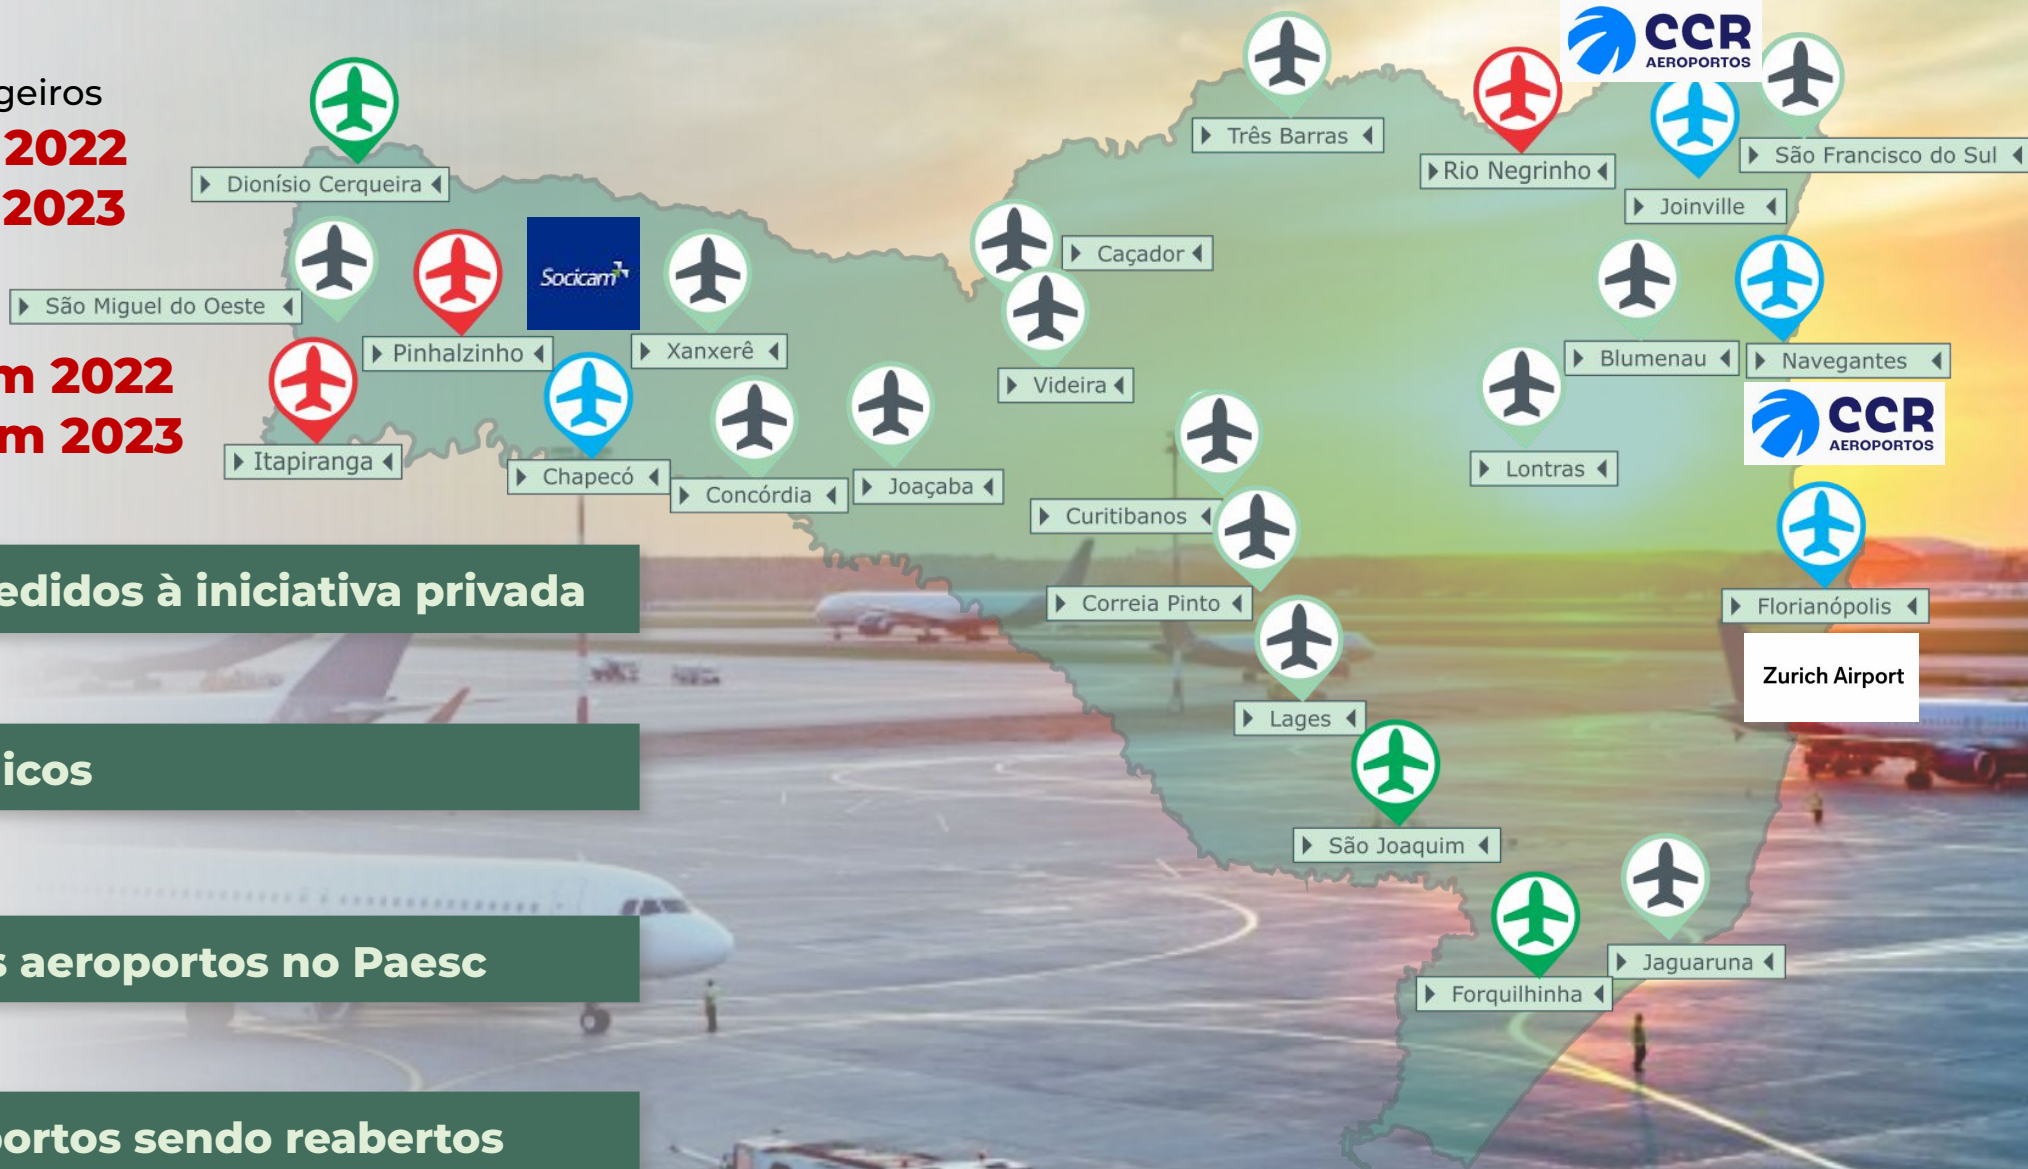 geiros
2022
2023
m 2022
m 2023
CCR
AEROPORTOS
Três Barras
Rio Negrinho
São Francisco do Sul
Joinville
Dionísio Cerqueira
Caçador
São Miguel do Oeste
Socicam
Pinhalzinho
Xanxerê
Videira
Blumenau
Navegantes
CCR
AEROPORTOS
Itapiranga
Chapecó
Concórdia
Joaçaba
Lontras
Curitibanos
Correia Pinto
Florianópolis
Zurich Airport
Lages
São Joaquim
Jaguaruna
Forquilhinha
edidos à iniciativa privada
icos
s aeroportos no Paesc
portos sendo reabertos